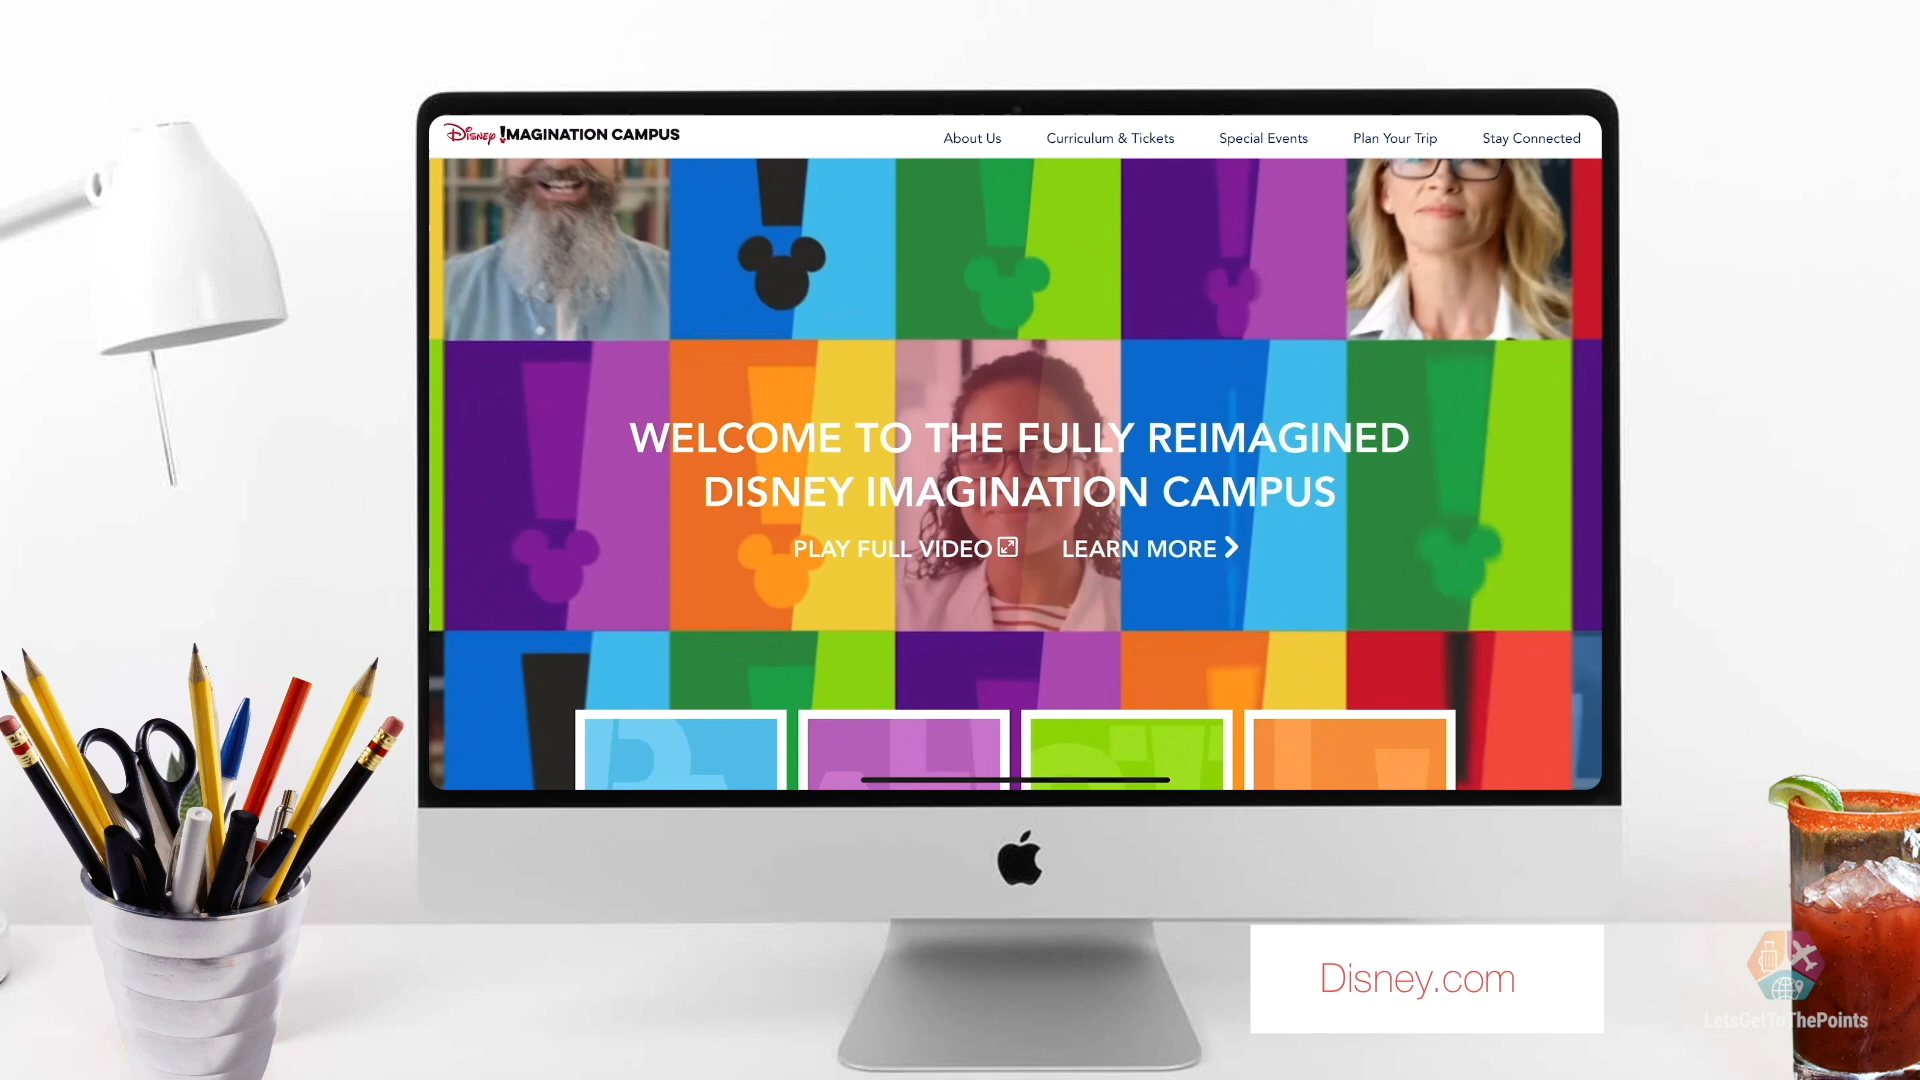 Disney !MAGINATION CAMPUS
About Us
Curriculum & Tickets
Special Events
Plan Your Trip
Stay Connected
WELCOME TO THE FULLY REIMAGINED
DISNEY IMAGINATION CAMPUS
PLAY FULL VIDEO
LEARN MORE
Disney.com
LetsGetToThePoints